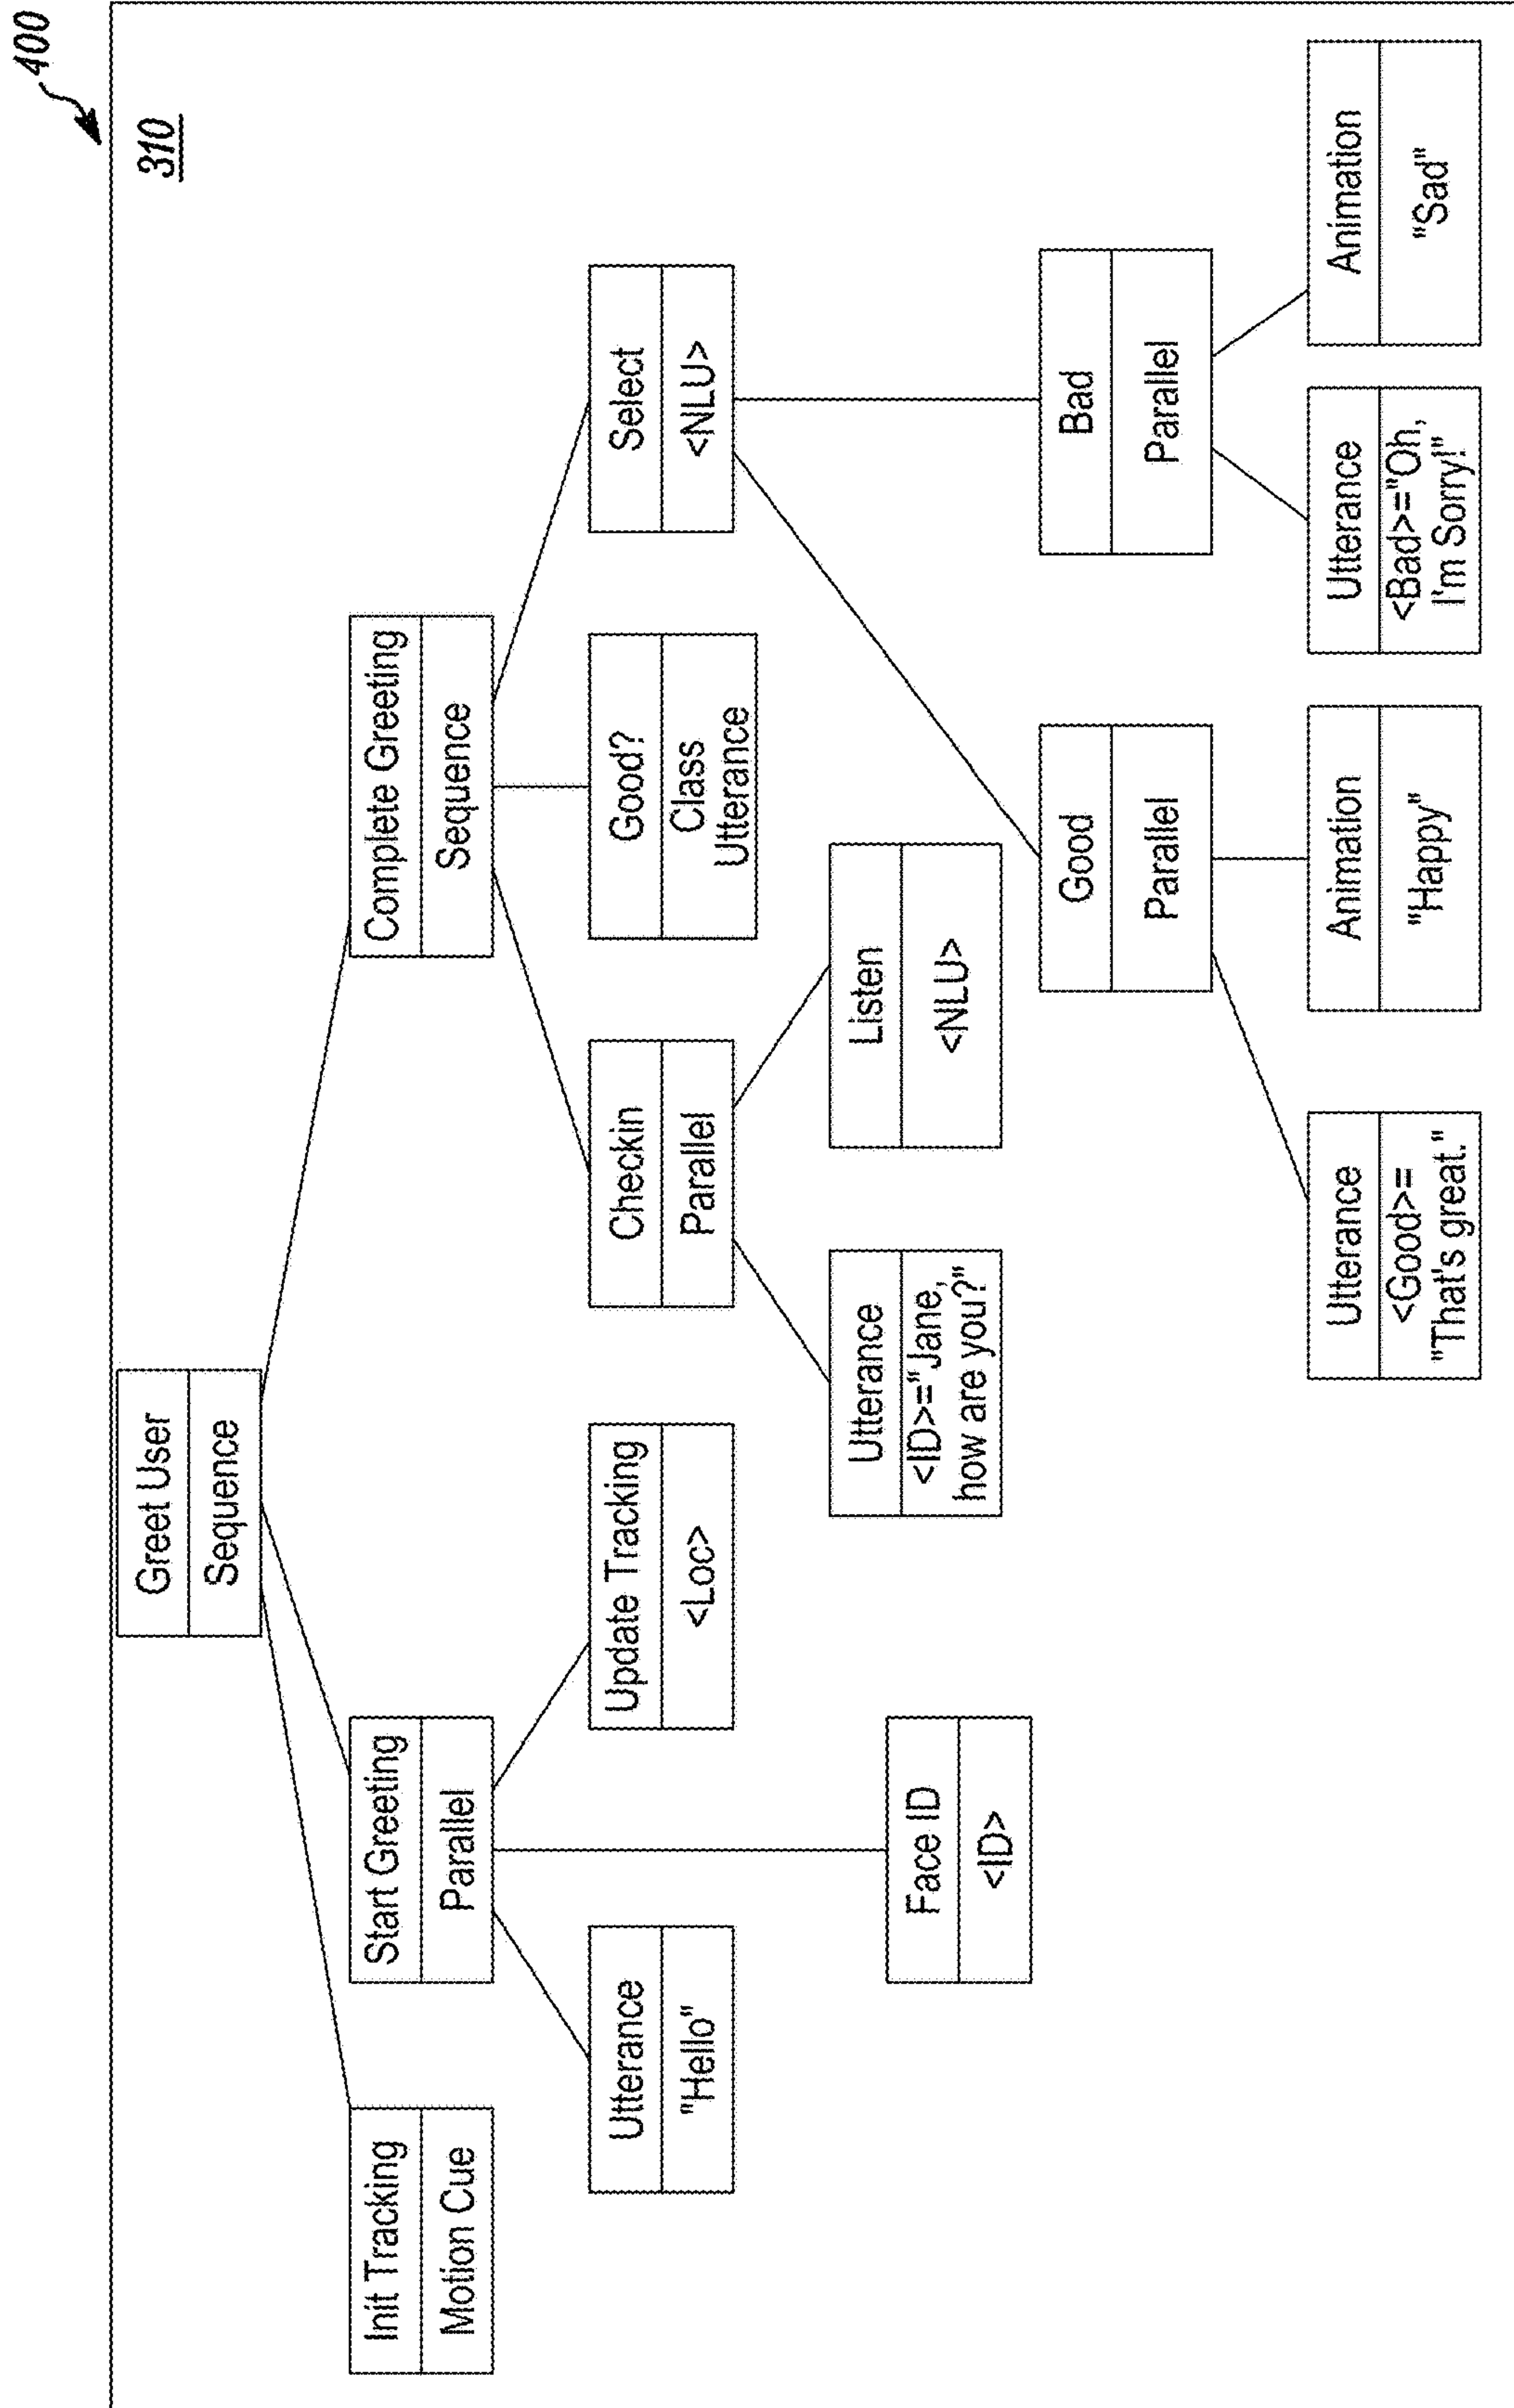 400
310
Greet User
Sequence
Init Tracking
Motion Cue
Start Greeting
Parallel
Complete Greeting
Sequence
Utterance
"Hello"
Update Tracking
<Loc>
Checkin
Parallel
Good?
Class
Utterance
Select
<NLU>
Face ID
<ID>
Utterance
<ID>="Jane,
how are you?"
Listen
<NLU>
Good
Parallel
Bad
Parallel
Utterance
<Good>=
"That's great."
Animation
"Happy"
Utterance
<Bad>="Oh,
I'm Sorry!"
Animation
"Sad"